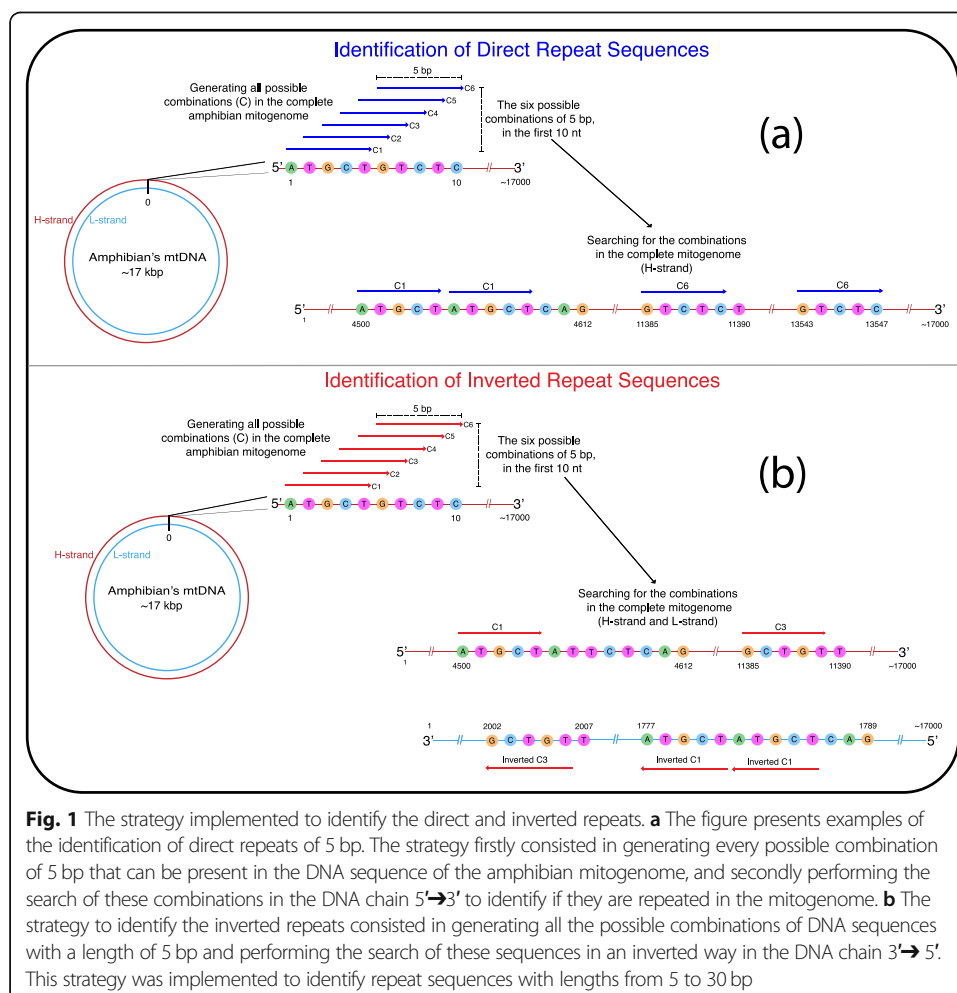 Identification of Direct Repeat Sequences
5 bp
Generating all possible
combinations (C) in the complete
amphibian mitogenome
C6
C5
C4
C3
C2
C1
The six possible
combinations of 5 bp,
in the first 10 nt
(a)
5' A T G C T G T C T C 3'
1 10 ~17000
0
H-strand L-strand
Amphibian's mtDNA
~17 kbp
Searching for the combinations
in the complete mitogenome
(H-strand)
C1 C1 C6 C6
5' A T G C T A T G C T C A G G T C T C T G T C T C 3'
1 4500 4612 11385 11390 13543 13547 ~17000
Identification of Inverted Repeat Sequences
5 bp
Generating all possible
combinations (C) in the complete
amphibian mitogenome
C6
C5
C4
C3
C2
C1
The six possible
combinations of 5 bp,
in the first 10 nt
(b)
5' A T G C T G T C T C 3'
1 10 ~17000
0
H-strand L-strand
Amphibian's mtDNA
~17 kbp
Searching for the combinations
in the complete mitogenome
(H-strand and L-strand)
C1 C3
5' A T G C T A T T C T C A G G C T G T T 3'
1 4500 4612 11385 11390 ~17000
1 2002 2007 1777 1789 ~17000
3' G C T G T T A T G C T A T G C T C A G 5'
Inverted C3 Inverted C1 Inverted C1
Fig. 1 The strategy implemented to identify the direct and inverted repeats. a The figure presents examples of
the identification of direct repeats of 5 bp. The strategy firstly consisted in generating every possible combination
of 5 bp that can be present in the DNA sequence of the amphibian mitogenome, and secondly performing the
search of these combinations in the DNA chain 5′➔3′ to identify if they are repeated in the mitogenome. b The
strategy to identify the inverted repeats consisted in generating all the possible combinations of DNA sequences
with a length of 5 bp and performing the search of these sequences in an inverted way in the DNA chain 3′➔ 5′.
This strategy was implemented to identify repeat sequences with lengths from 5 to 30 bp